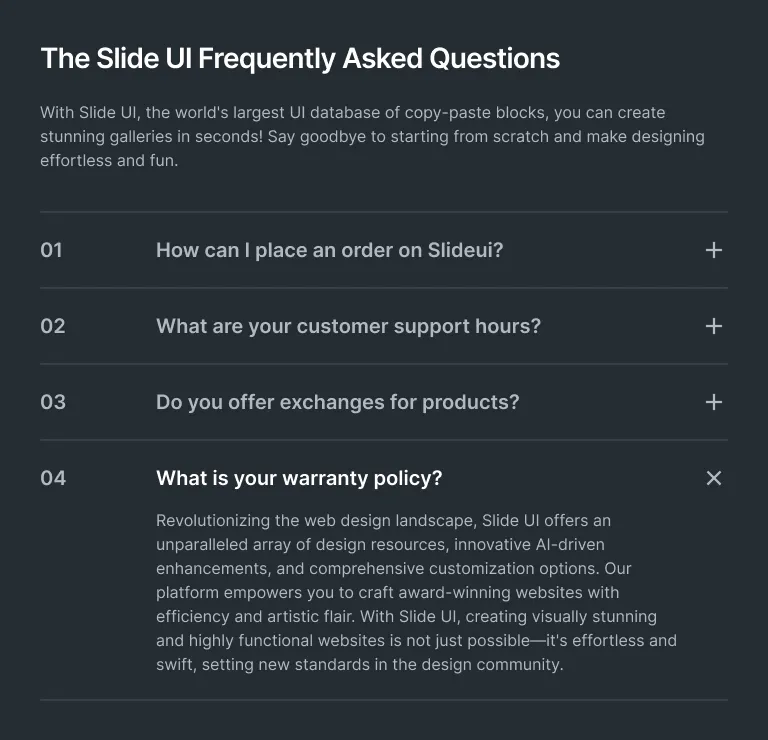 The Slide UI Frequently Asked Questions
With Slide UI, the world's largest UI database of copy-paste blocks, you can create
stunning galleries in seconds! Say goodbye to starting from scratch and make designing
effortless and fun.
01 How can I place an order on Slideui?
02 What are your customer support hours?
03 Do you offer exchanges for products?
04 What is your warranty policy?
Revolutionizing the web design landscape, Slide UI offers an
unparalleled array of design resources, innovative AI-driven
enhancements, and comprehensive customization options. Our
platform empowers you to craft award-winning websites with
efficiency and artistic flair. With Slide UI, creating visually stunning
and highly functional websites is not just possible—it's effortless and
swift, setting new standards in the design community.